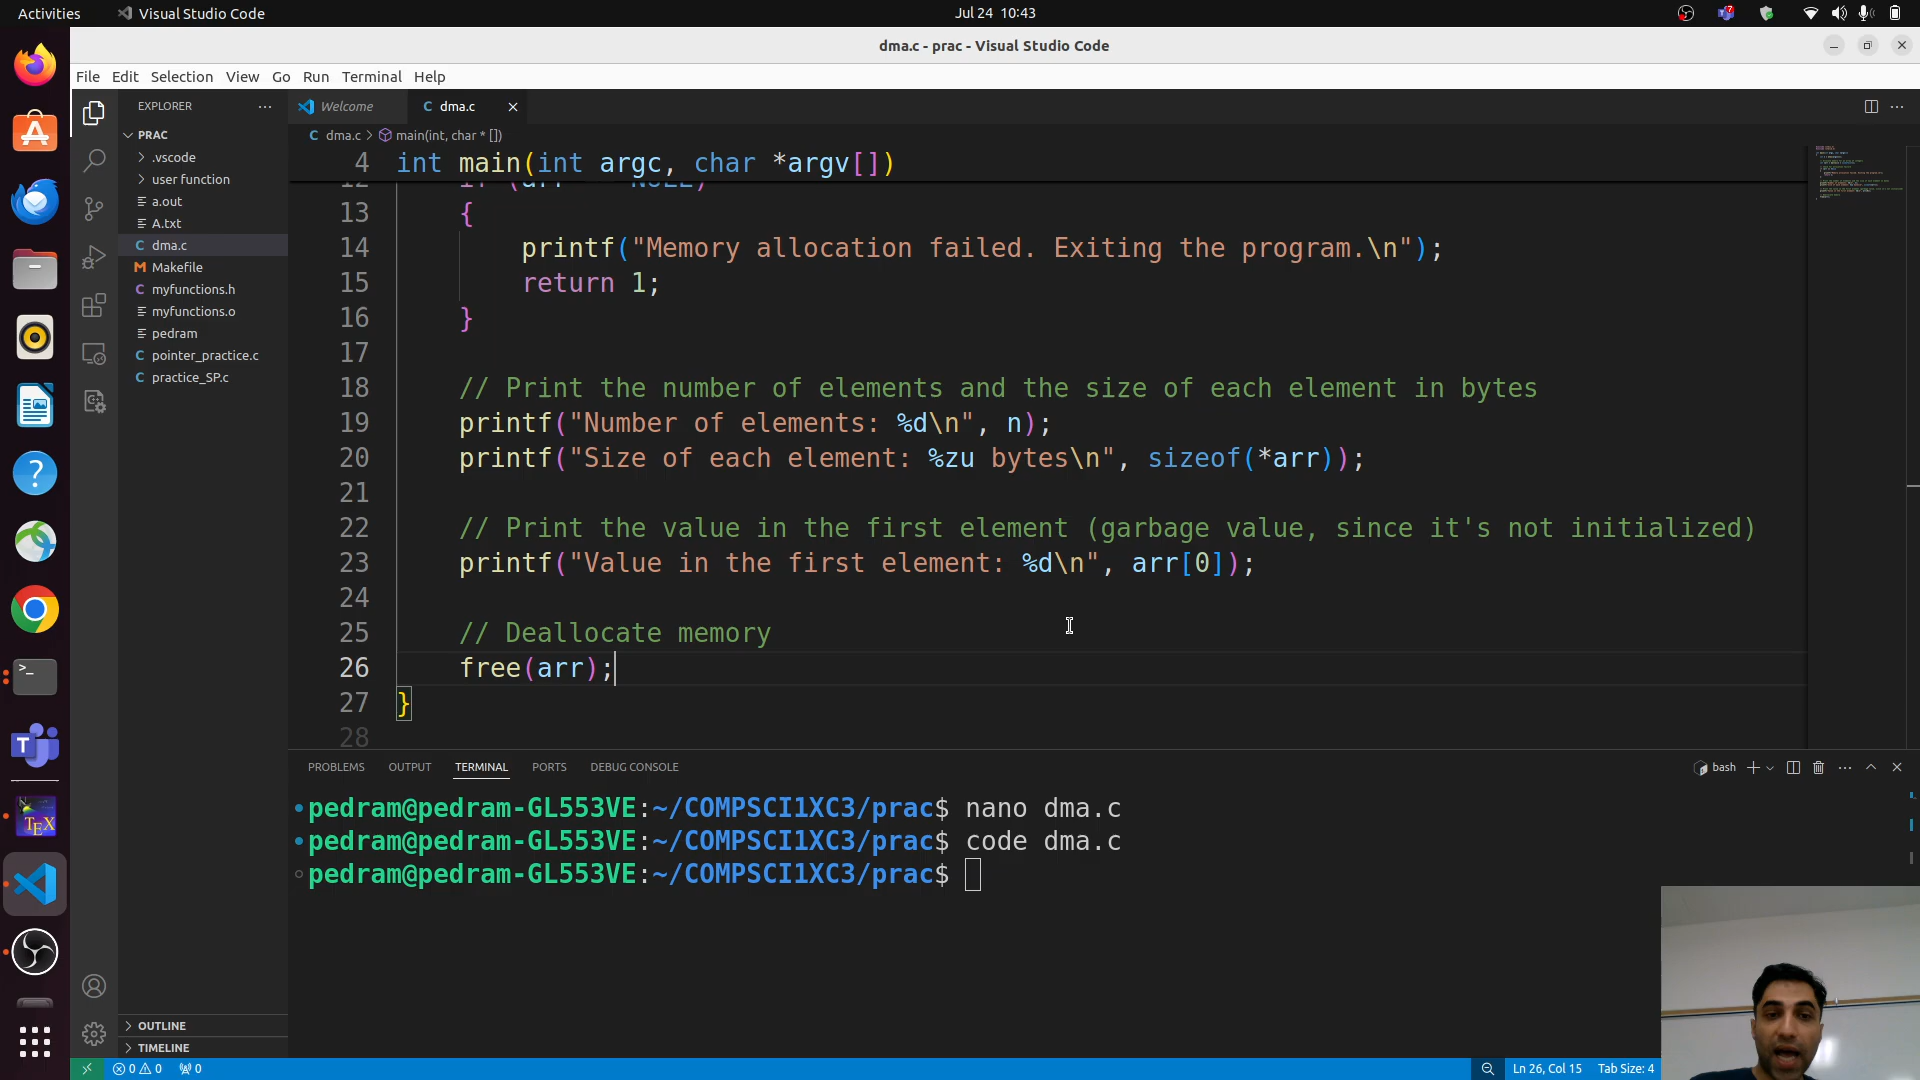 Activities
Visual Studio Code
Jul 24 10:43
dma.c - prac - Visual Studio Code
File Edit Selection View Go Run Terminal Help
EXPLORER
PRAC
.vscode
user function
a.out
A.txt
dma.c
Makefile
myfunctions.h
myfunctions.o
pedram
pointer_practice.c
practice_SP.c
OUTLINE
TIMELINE
Welcome
dma.c
dma.c > main(int, char * [])
4 int main(int argc, char *argv[])
13 {
14 printf("Memory allocation failed. Exiting the program.\n");
15 return 1;
16 }
17
18 // Print the number of elements and the size of each element in bytes
19 printf("Number of elements: %d\n", n);
20 printf("Size of each element: %zu bytes\n", sizeof(*arr));
21
22 // Print the value in the first element (garbage value, since it's not initialized)
23 printf("Value in the first element: %d\n", arr[0]);
24
25 // Deallocate memory
26 free(arr);
27 }
28
PROBLEMS OUTPUT TERMINAL PORTS DEBUG CONSOLE
bash
pedram@pedram-GL553VE:~/COMPSCI1XC3/prac$ nano dma.c
pedram@pedram-GL553VE:~/COMPSCI1XC3/prac$ code dma.c
pedram@pedram-GL553VE:~/COMPSCI1XC3/prac$
0 0 0
Ln 26, Col 15 Tab Size: 4